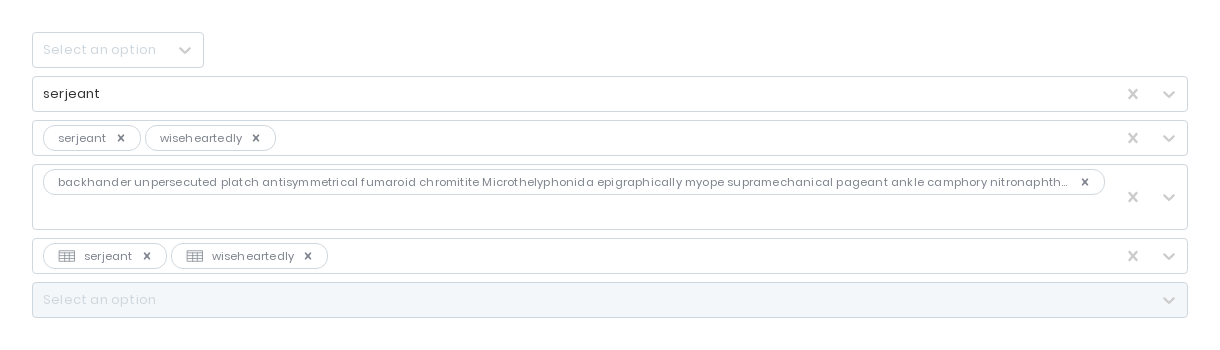 Select an option
serjeant
serjeant wiseheartedly
backhander unpersecuted platch antisymmetrical fumaroid chromitite Microthelyphonida epigraphically myope supramechanical pageant ankle camphory nitronaphth...
serjeant wiseheartedly
Select an option